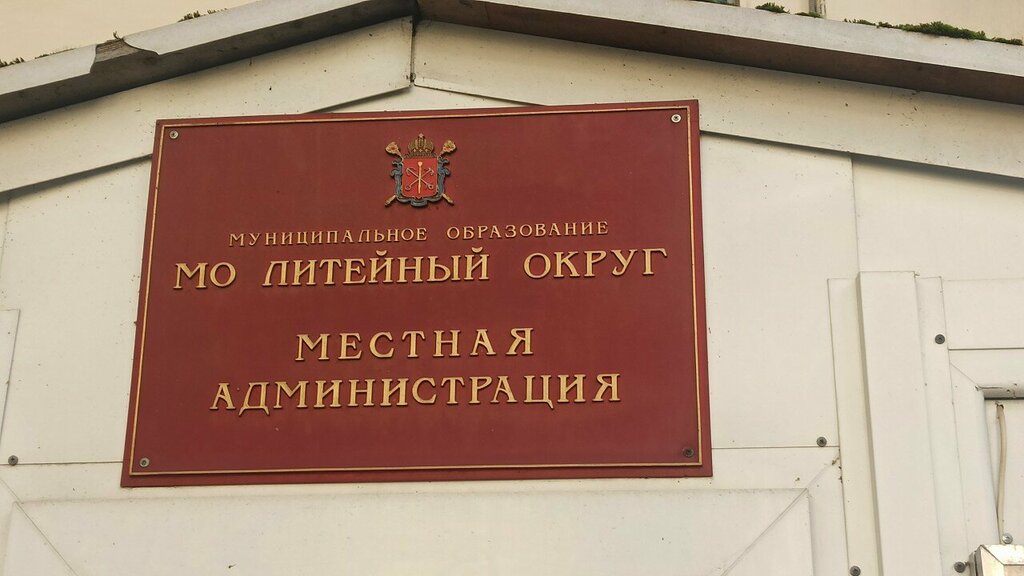 МУНИЦИПАЛЬНОЕ ОБРАЗОВАНИЕ
МО ЛИТЕЙНЫЙ ОКРУГ
МЕСТНАЯ
АДМИНИСТРАЦИЯ